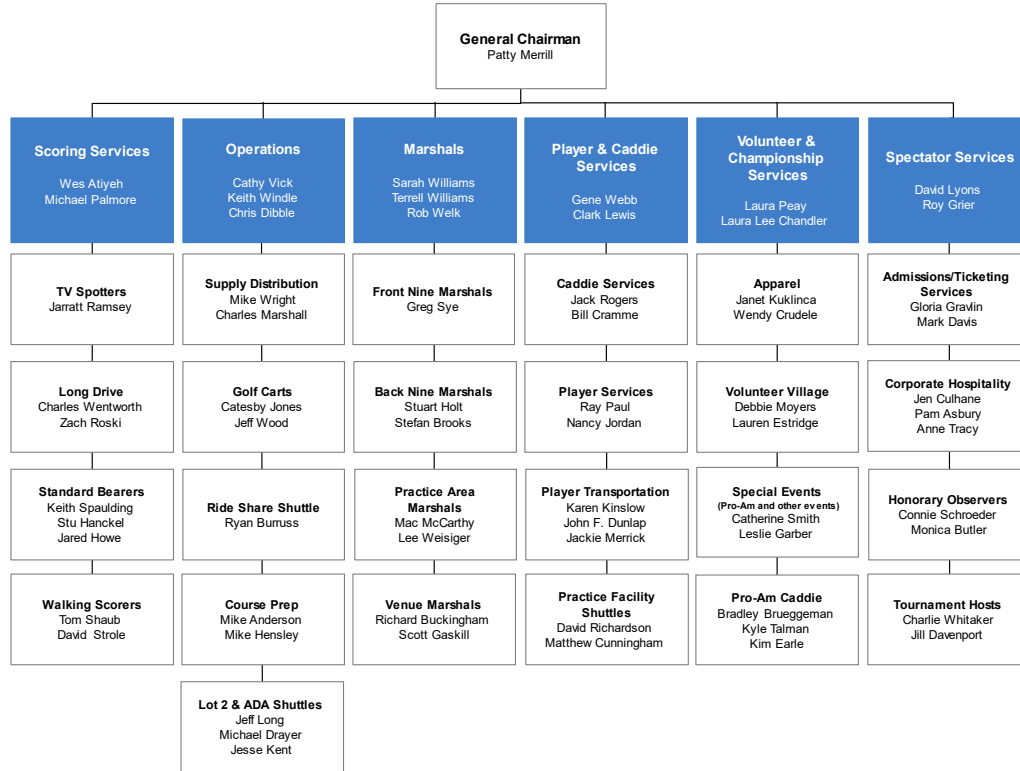 General Chairman
Patty Merrill
Scoring Services
Wes Atiyeh
Michael Palmore
Operations
Cathy Vick
Keith Windle
Chris Dibble
Marshals
Sarah Williams
Terrell Williams
Rob Welk
Player & Caddie
Services
Gene Webb
Clark Lewis
Volunteer &
Championship
Services
Laura Peay
Laura Lee Chandler
Spectator Services
David Lyons
Roy Grier
TV Spotters
Jarratt Ramsey
Supply Distribution
Mike Wright
Charles Marshall
Front Nine Marshals
Greg Sye
Caddie Services
Jack Rogers
Bill Cramme
Apparel
Janet Kuklinca
Wendy Crudele
Admissions/Ticketing
Services
Gloria Gravlin
Mark Davis
Long Drive
Charles Wentworth
Zach Roski
Golf Carts
Catesby Jones
Jeff Wood
Back Nine Marshals
Stuart Holt
Stefan Brooks
Player Services
Ray Paul
Nancy Jordan
Volunteer Village
Debbie Moyers
Lauren Estridge
Corporate Hospitality
Jen Culhane
Pam Asbury
Anne Tracy
Standard Bearers
Keith Spaulding
Stu Hanckel
Jared Howe
Ride Share Shuttle
Ryan Burruss
Practice Area
Marshals
Mac McCarthy
Lee Weisiger
Player Transportation
Karen Kinslow
John F. Dunlap
Jackie Merrick
Special Events
(Pro-Am and other events)
Catherine Smith
Leslie Garber
Honorary Observers
Connie Schroeder
Monica Butler
Walking Scorers
Tom Shaub
David Strole
Course Prep
Mike Anderson
Mike Hensley
Venue Marshals
Richard Buckingham
Scott Gaskill
Practice Facility
Shuttles
David Richardson
Matthew Cunningham
Pro-Am Caddie
Bradley Brueggeman
Kyle Talman
Kim Earle
Tournament Hosts
Charlie Whitaker
Jill Davenport
Lot 2 & ADA Shuttles
Jeff Long
Michael Drayer
Jesse Kent